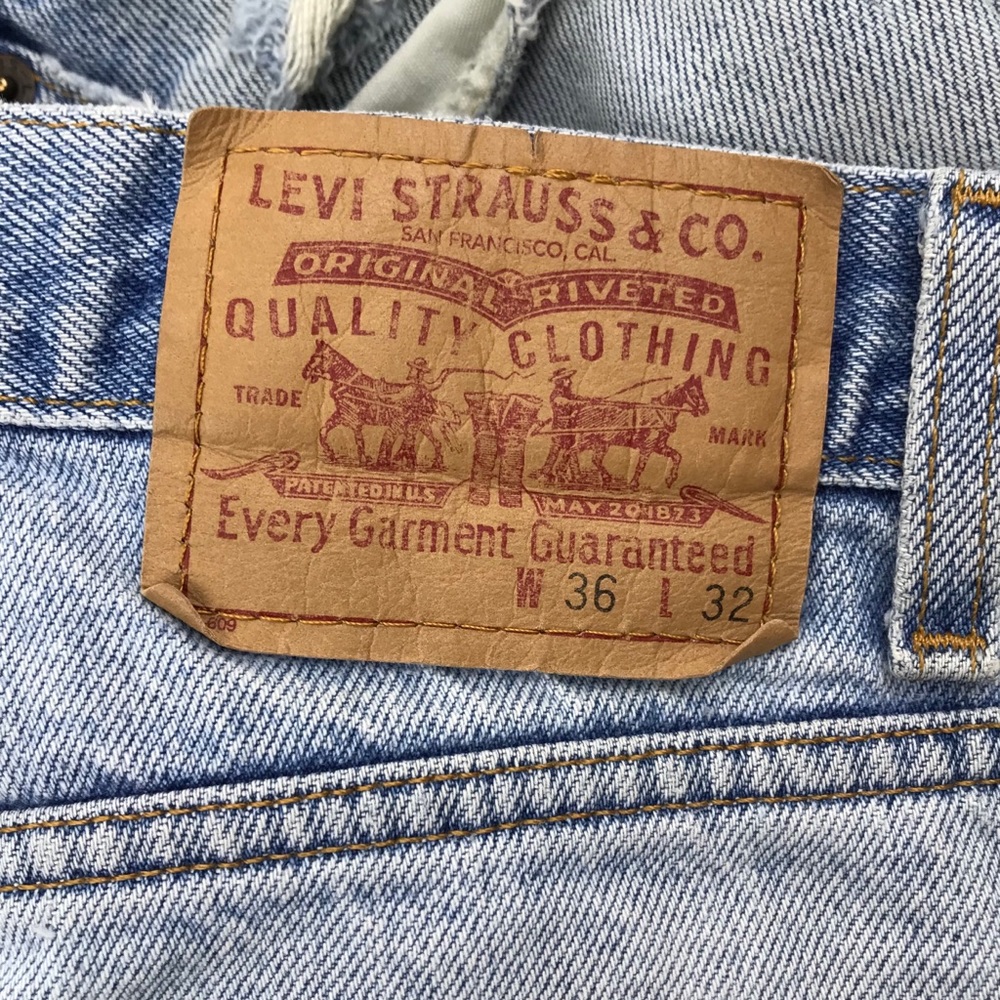 LEVI STRAUSS & CO.
SAN FRANCISCO, CAL.
ORIGINAL RIVETED
QUALITY CLOTHING
TRADE MARK
PATENTED IN U.S. MAY 20 1873
Every Garment Guaranteed
W 36 L 32
609